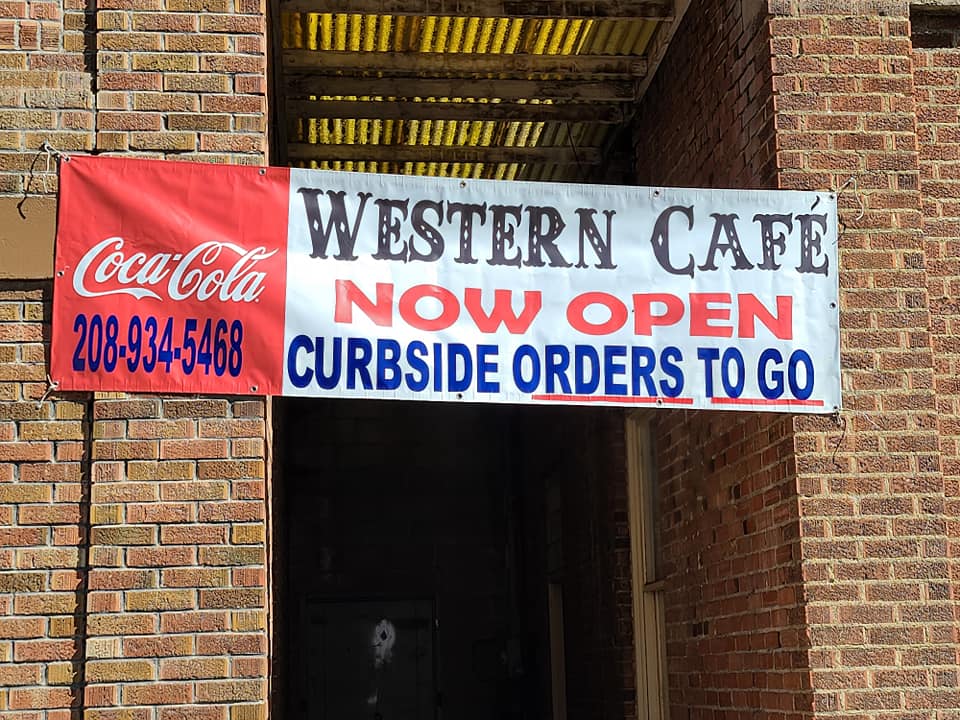 Coca-Cola
208-934-5468
WESTERN CAFÉ
NOW OPEN
CURBSIDE ORDERS TO GO